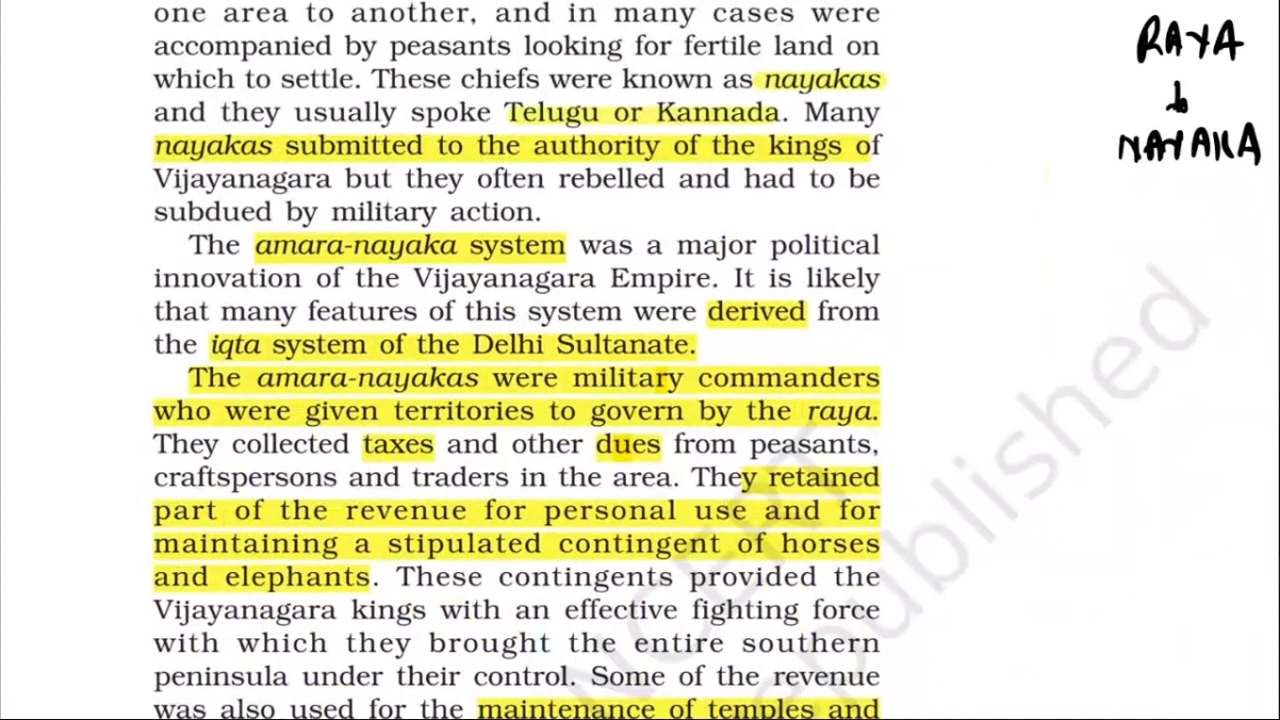 one area to another, and in many cases were
accompanied by peasants looking for fertile land on
which to settle. These chiefs were known as nayakas
and they usually spoke Telugu or Kannada. Many
nayakas submitted to the authority of the kings of
Vijayanagara but they often rebelled and had to be
subdued by military action.
The amara-nayaka system was a major political
innovation of the Vijayanagara Empire. It is likely
that many features of this system were derived from
the iqta system of the Delhi Sultanate.
The amara-nayakas were military commanders
who were given territories to govern by the raya.
They collected taxes and other dues from peasants,
craftspersons and traders in the area. They retained
part of the revenue for personal use and for
maintaining a stipulated contingent of horses
and elephants. These contingents provided the
Vijayanagara kings with an effective fighting force
with which they brought the entire southern
peninsula under their control. Some of the revenue
was also used for the maintenance of temples and
RAYA
NAYAKA
NCERT
republished